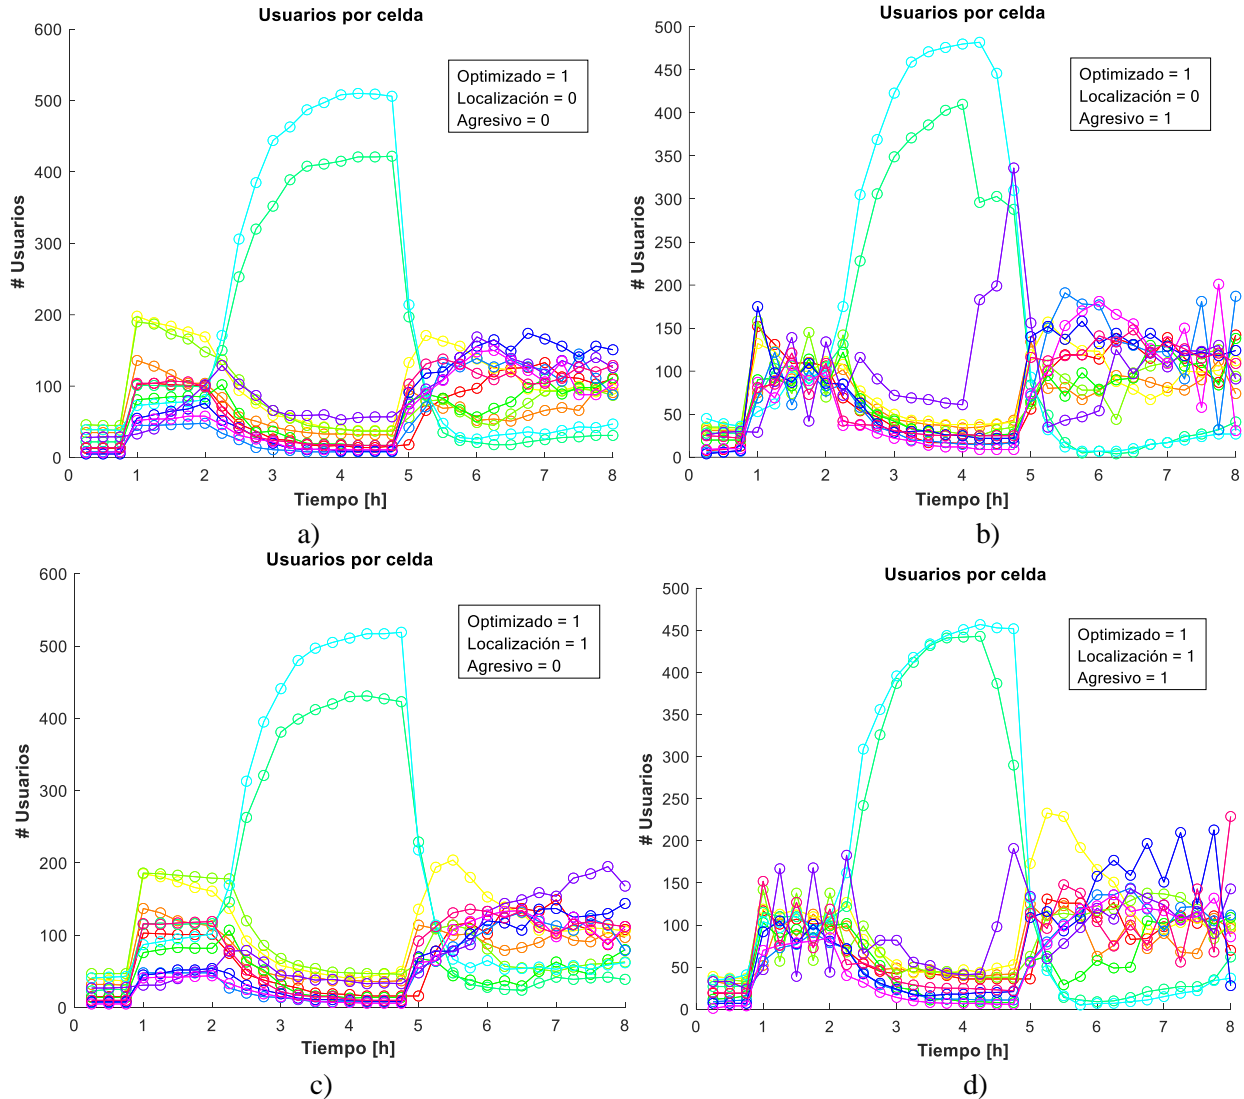 Usuarios por celda
600
500
400
300
200
100
0
# Usuarios
Optimizado = 1
Localización = 0
Agresivo = 0
0 1 2 3 4 5 6 7 8
Tiempo [h]
a)
Usuarios por celda
500
450
400
350
300
250
200
150
100
50
0
# Usuarios
Optimizado = 1
Localización = 0
Agresivo = 1
0 1 2 3 4 5 6 7 8
Tiempo [h]
b)
Usuarios por celda
600
500
400
300
200
100
0
# Usuarios
Optimizado = 1
Localización = 1
Agresivo = 0
0 1 2 3 4 5 6 7 8
Tiempo [h]
c)
Usuarios por celda
500
450
400
350
300
250
200
150
100
50
0
# Usuarios
Optimizado = 1
Localización = 1
Agresivo = 1
0 1 2 3 4 5 6 7 8
Tiempo [h]
d)